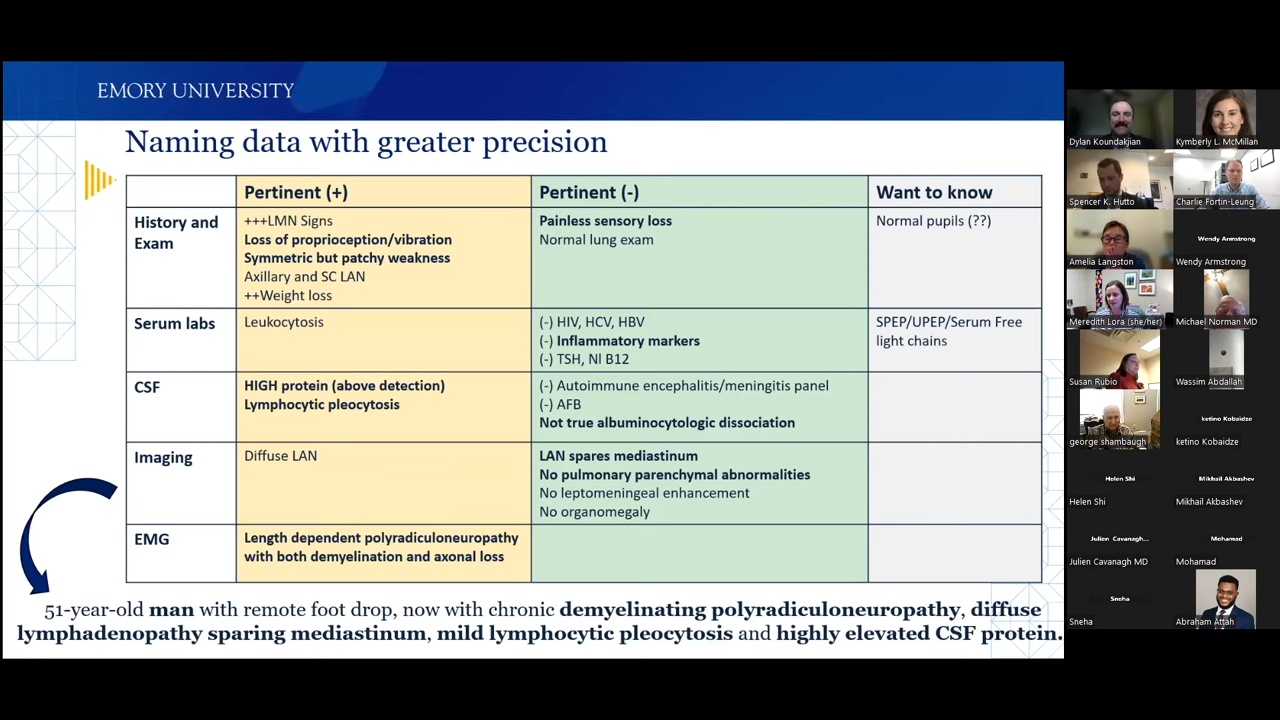 EMORY UNIVERSITY
Naming data with greater precision
Pertinent (+)
Pertinent (-)
Want to know
History and
Exam
+++LMN Signs
Loss of proprioception/vibration
Symmetric but patchy weakness
Axillary and SC LAN
++Weight loss
Painless sensory loss
Normal lung exam
Normal pupils (??)
Serum labs
Leukocytosis
(-) HIV, HCV, HBV
(-) Inflammatory markers
(-) TSH, Nl B12
SPEP/UPEP/Serum Free
light chains
CSF
HIGH protein (above detection)
Lymphocytic pleocytosis
(-) Autoimmune encephalitis/meningitis panel
(-) AFB
Not true albuminocytologic dissociation
Imaging
Diffuse LAN
LAN spares mediastinum
No pulmonary parenchymal abnormalities
No leptomeningeal enhancement
No organomegaly
EMG
Length dependent polyradiculoneuropathy
with both demyelination and axonal loss
51-year-old man with remote foot drop, now with chronic demyelinating polyradiculoneuropathy, diffuse
lymphadenopathy sparing mediastinum, mild lymphocytic pleocytosis and highly elevated CSF protein.
Dylan Koundakjian
Kymberly L. McMillan
Spencer K. Hutto
Charlie Fortin-Leung
Amelia Langston
Wendy Armstrong
Wendy Armstrong
Meredith Lora (she/her)
Michael Norman MD
Susan Rubio
Wassim Abdallah
george shambaugh
ketino Kobaidze
ketino Kobaidze
Helen Shi
Helen Shi
Mikhail Akbashev
Mikhail Akbashev
Julien Cavanagh...
Julien Cavanagh MD
Mohamad
Mohamad
Sneha
Sneha
Abraham Attah